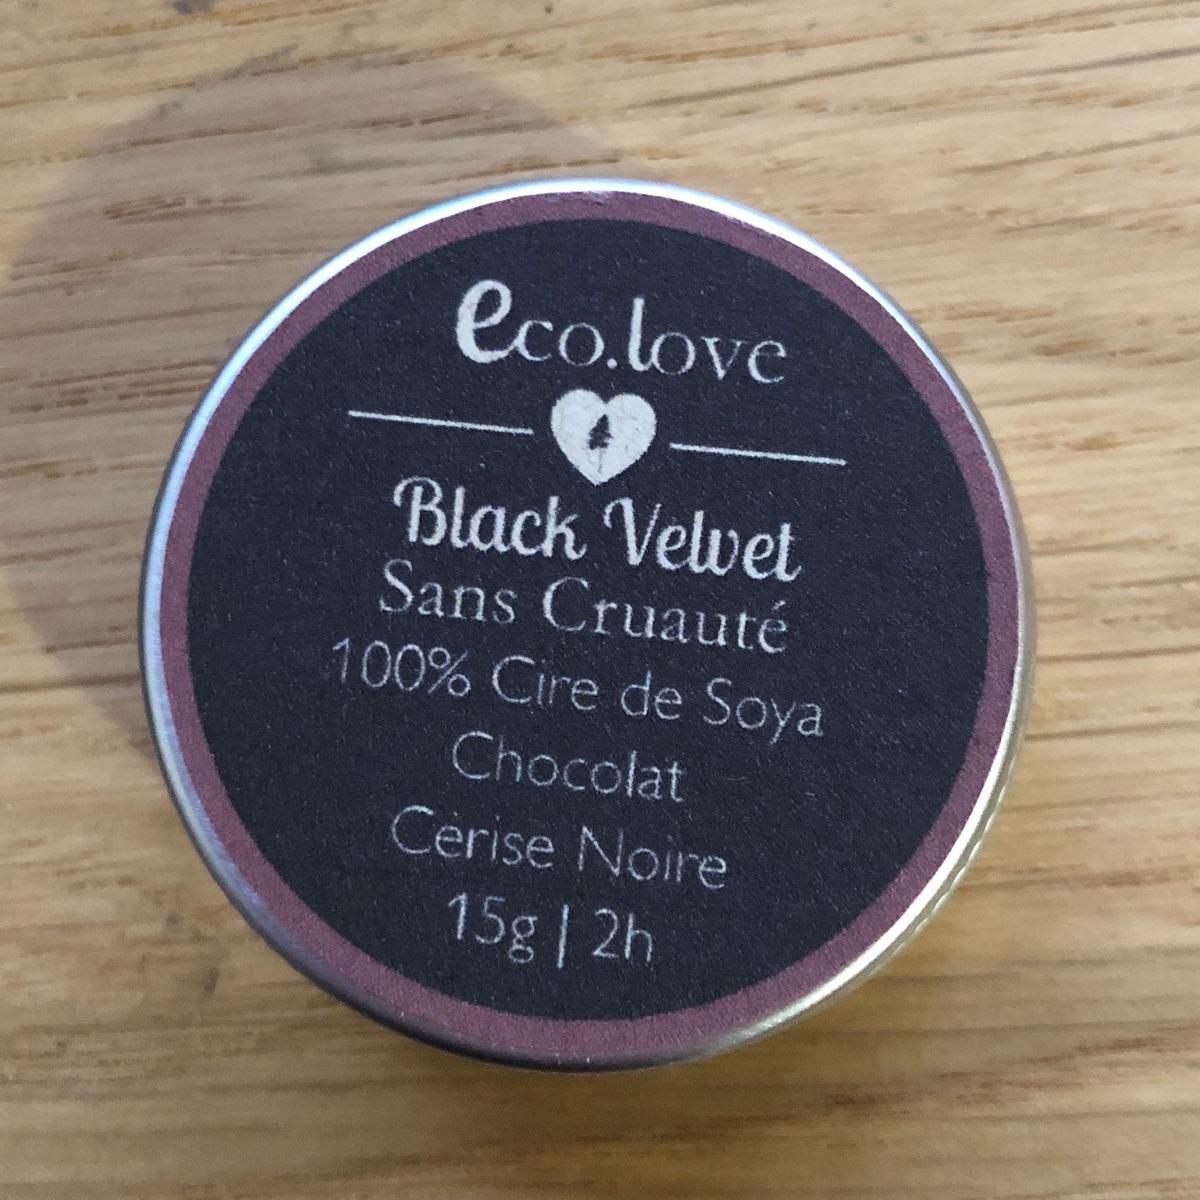 eco.love
Black Velvet
Sans Cruauté
100% Cire de Soya
Chocolat
Cerise Noire
15g | 2h